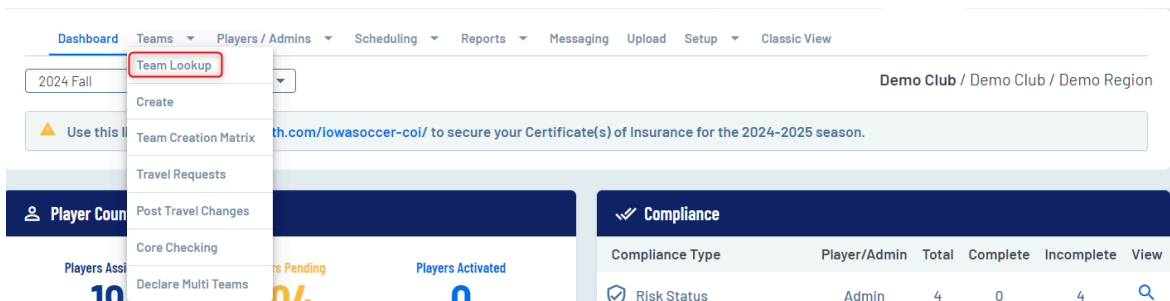 Dashboard Teams Players / Admins Scheduling Reports Messaging Upload Setup Classic View
Team Lookup
2024 Fall
Demo Club / Demo Club / Demo Region
Create
Use this th.com/iowasoccer-coi/ to secure your Certificate(s) of Insurance for the 2024-2025 season.
Team Creation Matrix
Travel Requests
Player Coun
Post Travel Changes
Compliance
Core Checking
Compliance Type Player/Admin Total Complete Incomplete View
Players Assi
Pending
Players Activated
Declare Multi Teams
10
0
Risk Status Admin 4 0 4